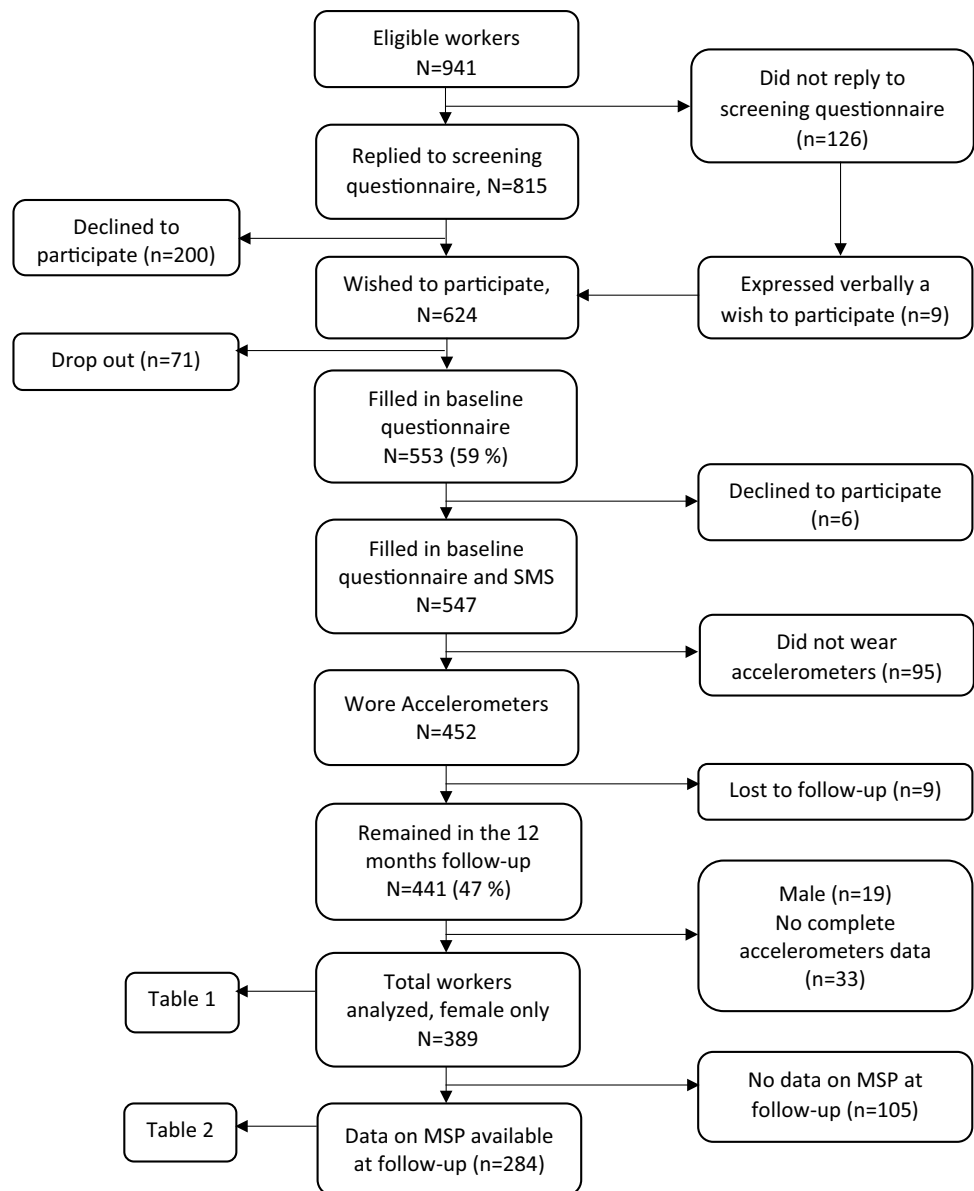 Eligible workers
N=941
Did not reply to
screening questionnaire
(n=126)
Replied to screening
questionnaire, N=815
Declined to
participate (n=200)
Wished to participate,
N=624
Expressed verbally a
wish to participate (n=9)
Drop out (n=71)
Filled in baseline
questionnaire
N=553 (59 %)
Declined to participate
(n=6)
Filled in baseline
questionnaire and SMS
N=547
Did not wear
accelerometers (n=95)
Wore Accelerometers
N=452
Lost to follow-up (n=9)
Remained in the 12
months follow-up
N=441 (47 %)
Male (n=19)
No complete
accelerometers data
(n=33)
Table 1
Total workers
analyzed, female only
N=389
No data on MSP at
follow-up (n=105)
Table 2
Data on MSP available
at follow-up (n=284)